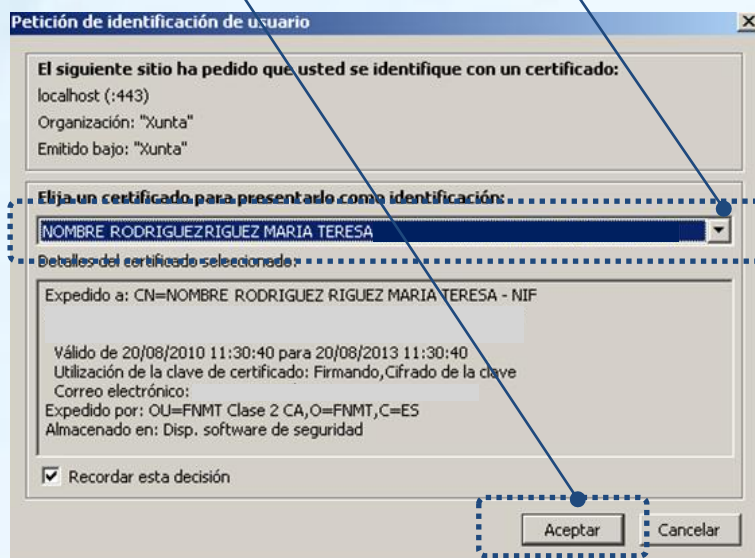 Petición de identificación de usuario
El siguiente sitio ha pedido que usted se identifique con un certificado:
localhost (:443)
Organización: "Xunta"
Emitido bajo: "Xunta"
Elija un certificado para presentarlo como identificación:
NOMBRE RODRIGUEZRIGUEZ MARIA TERESA
Detalles del certificado seleccionado:
Expedido a: CN=NOMBRE RODRIGUEZ RIGUEZ MARIA TERESA - NIF
Válido de 20/08/2010 11:30:40 para 20/08/2013 11:30:40
Utilización de la clave de certificado: Firmando,Cifrado de la clave
Correo electrónico:
Expedido por: OU=FNMT Clase 2 CA,O=FNMT,C=ES
Almacenado en: Disp. software de seguridad
Recordar esta decisión
Aceptar
Cancelar